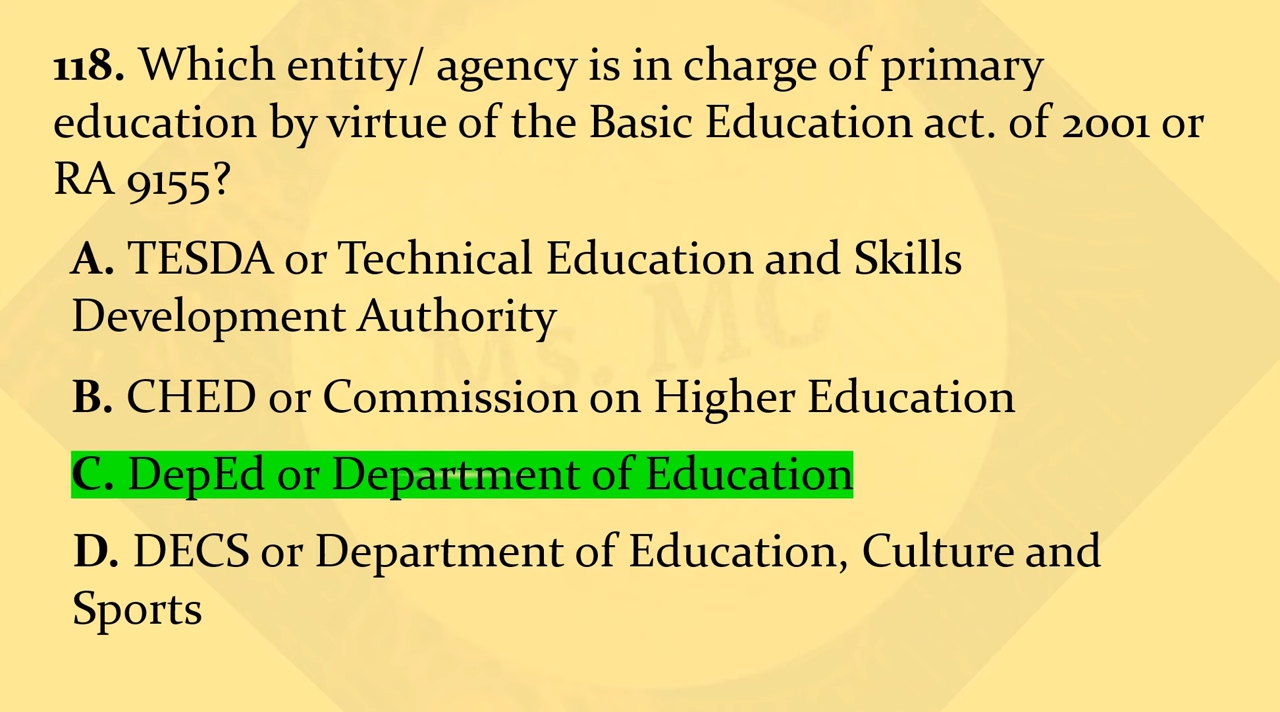 118. Which entity/ agency is in charge of primary
education by virtue of the Basic Education act. of 2001 or
RA 9155?
A. TESDA or Technical Education and Skills
Development Authority
Ms. MC
B. CHED or Commission on Higher Education
C. DepEd or Department of Education
D. DECS or Department of Education, Culture and
Sports